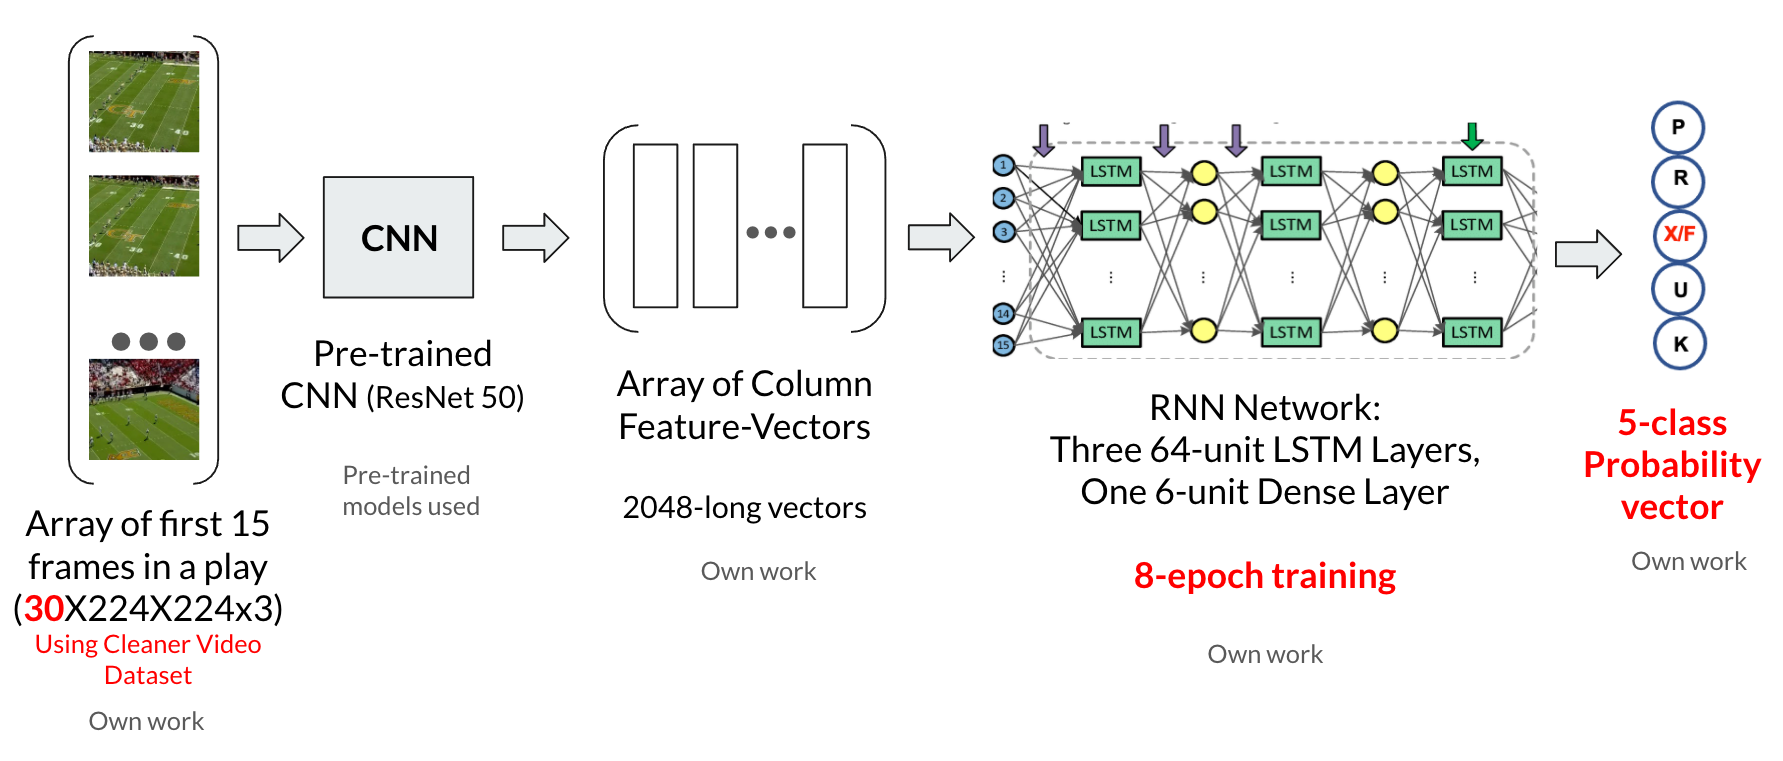 CNN
Array of first 15
frames in a play
(30X224X224x3)
Using Cleaner Video
Dataset
Own work
Pre-trained
CNN (ResNet 50)
Pre-trained
models used
Array of Column
Feature-Vectors
2048-long vectors
Own work
1
2
3
14
15
LSTM LSTM LSTM
LSTM LSTM LSTM
LSTM LSTM LSTM
RNN Network:
Three 64-unit LSTM Layers,
One 6-unit Dense Layer
8-epoch training
Own work
P
R
X/F
U
K
5-class
Probability
vector
Own work